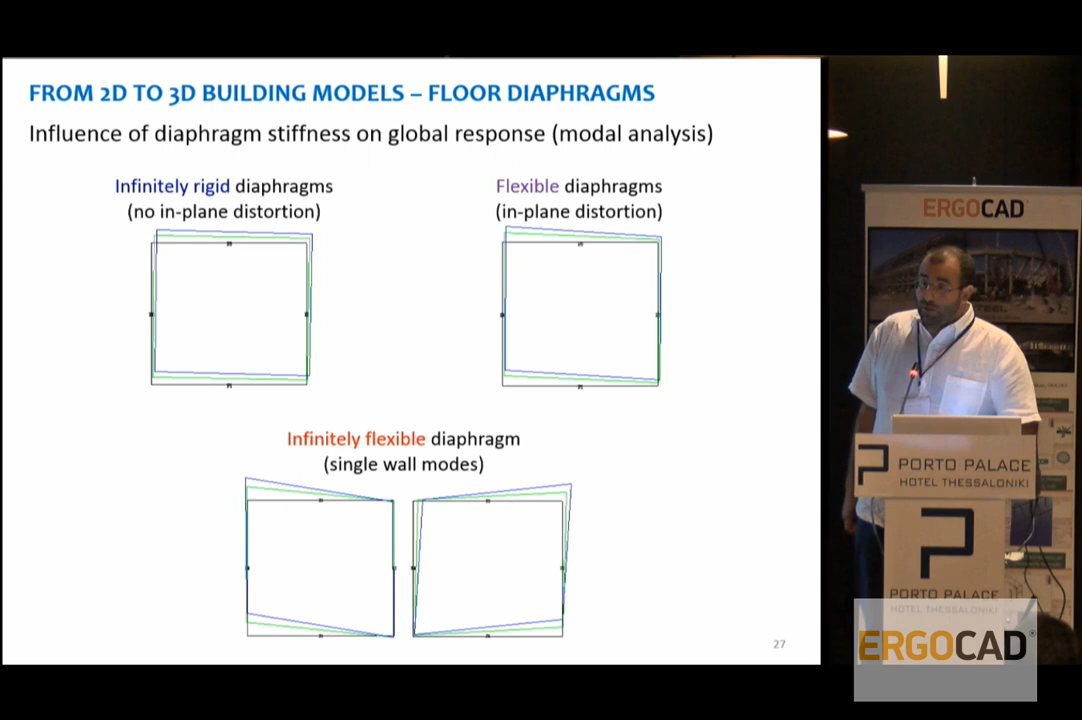 FROM 2D TO 3D BUILDING MODELS – FLOOR DIAPHRAGMS
Influence of diaphragm stiffness on global response (modal analysis)
Infinitely rigid diaphragms
(no in-plane distortion)
Flexible diaphragms
(in-plane distortion)
Infinitely flexible diaphragm
(single wall modes)
27
ERGOCAD
PORTO PALACE
HOTEL THESSALONIKI
PORTO PALACE
HOTEL THESSALONIKI
ERGOCAD®